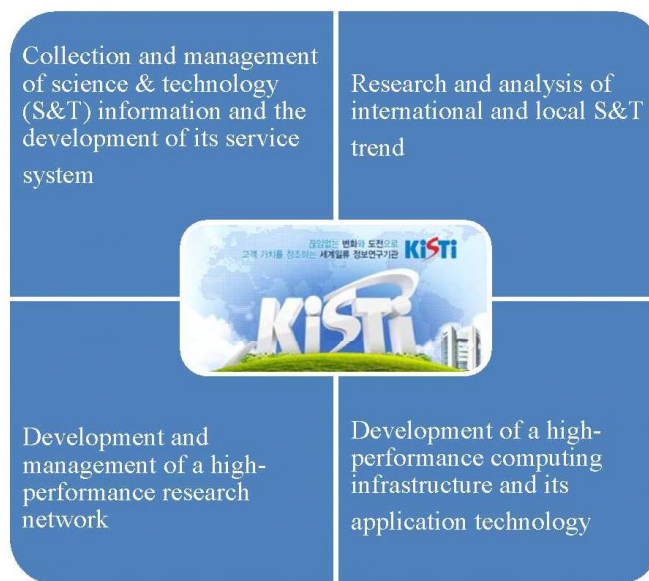 Collection and management
of science & technology
(S&T) information and the
development of its service
system
Research and analysis of
international and local S&T
trend
끊임없는 변화와 도전으로
고객 가치를 창조하는 세계일류 정보연구기관 KiSTi
KiSTi
Development and
management of a high-
performance research
network
Development of a high-
performance computing
infrastructure and its
application technology